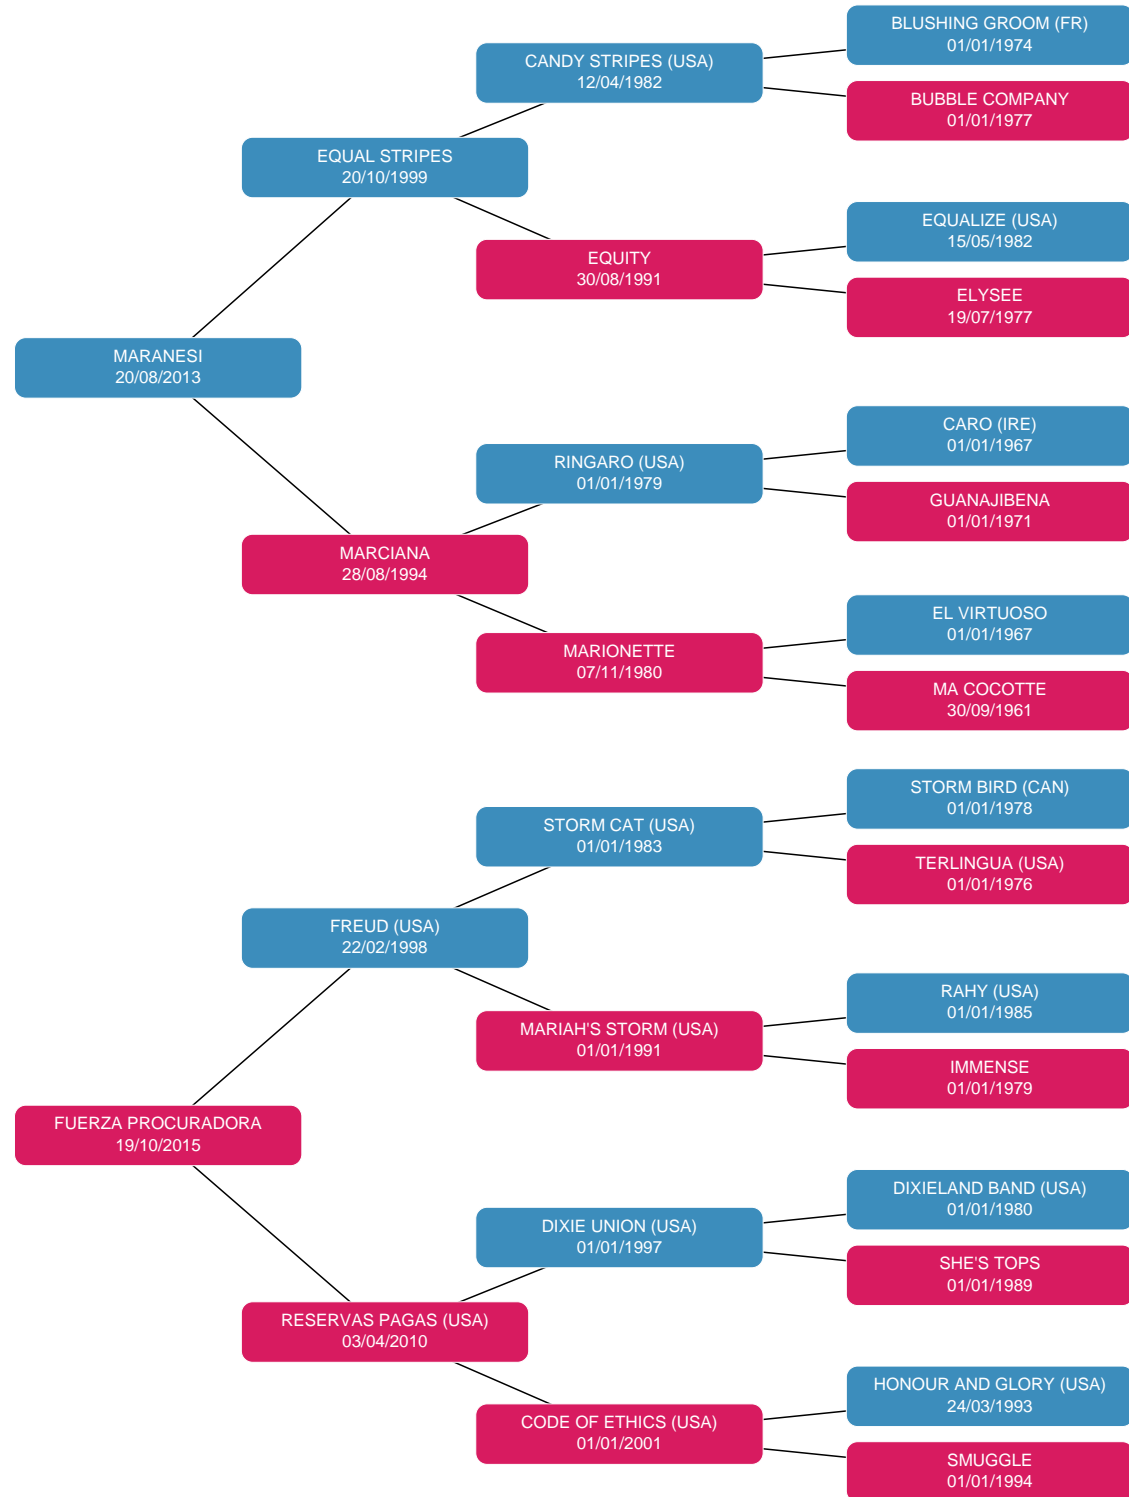 BLUSHING GROOM (FR)
01/01/1974
CANDY STRIPES (USA)
12/04/1982
BUBBLE COMPANY
01/01/1977
EQUAL STRIPES
20/10/1999
EQUALIZE (USA)
15/05/1982
EQUITY
30/08/1991
ELYSEE
19/07/1977
MARANESI
20/08/2013
CARO (IRE)
01/01/1967
RINGARO (USA)
01/01/1979
GUANAJIBENA
01/01/1971
MARCIANA
28/08/1994
EL VIRTUOSO
01/01/1967
MARIONETTE
07/11/1980
MA COCOTTE
30/09/1961
STORM BIRD (CAN)
01/01/1978
STORM CAT (USA)
01/01/1983
TERLINGUA (USA)
01/01/1976
FREUD (USA)
22/02/1998
RAHY (USA)
01/01/1985
MARIAH'S STORM (USA)
01/01/1991
IMMENSE
01/01/1979
FUERZA PROCURADORA
19/10/2015
DIXIELAND BAND (USA)
01/01/1980
DIXIE UNION (USA)
01/01/1997
SHE'S TOPS
01/01/1989
RESERVAS PAGAS (USA)
03/04/2010
HONOUR AND GLORY (USA)
24/03/1993
CODE OF ETHICS (USA)
01/01/2001
SMUGGLE
01/01/1994